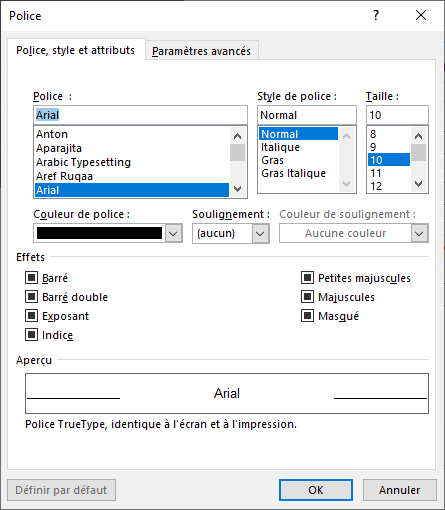 Police
Police, style et attributs
Paramètres avancés
Police :
Style de police :
Taille :
Arial
Normal
10
Anton
Aparajita
Arabic Typesetting
Aref Ruqaa
Arial
Normal
Italique
Gras
Gras Italique
8
9
10
11
12
Couleur de police :
Soulignement :
Couleur de soulignement :
(aucun)
Aucune couleur
Effets
Barré
Barré double
Exposant
Indice
Petites majuscules
Majuscules
Masqué
Aperçu
Arial
Police TrueType, identique à l'écran et à l'impression.
Définir par défaut
OK
Annuler